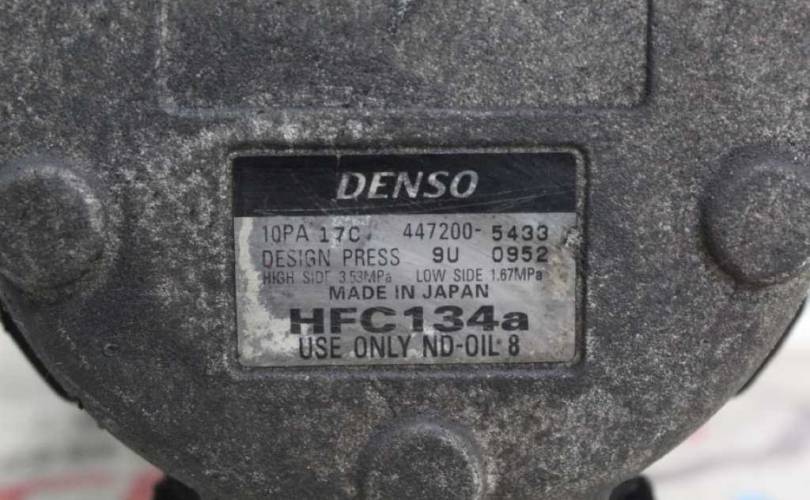 DENSO
10PA 17C 447200-5433
DESIGN PRESS 9U 0952
HIGH SIDE 3.53MPa LOW SIDE 1.67MPa
MADE IN JAPAN
HFC134a
USE ONLY ND-OIL 8